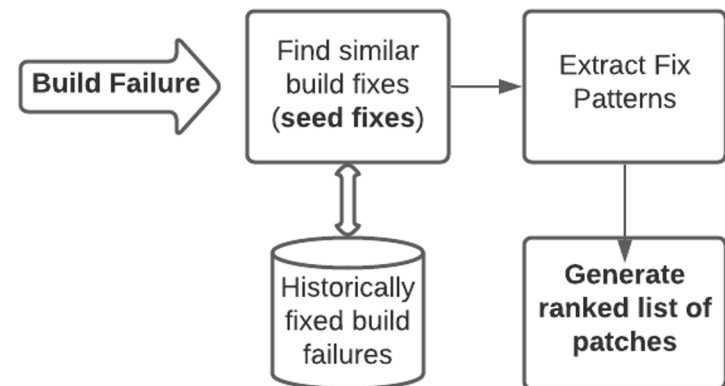 Build Failure
Find similar
build fixes
(seed fixes)
Extract Fix
Patterns
Historically
fixed build
failures
Generate
ranked list of
patches